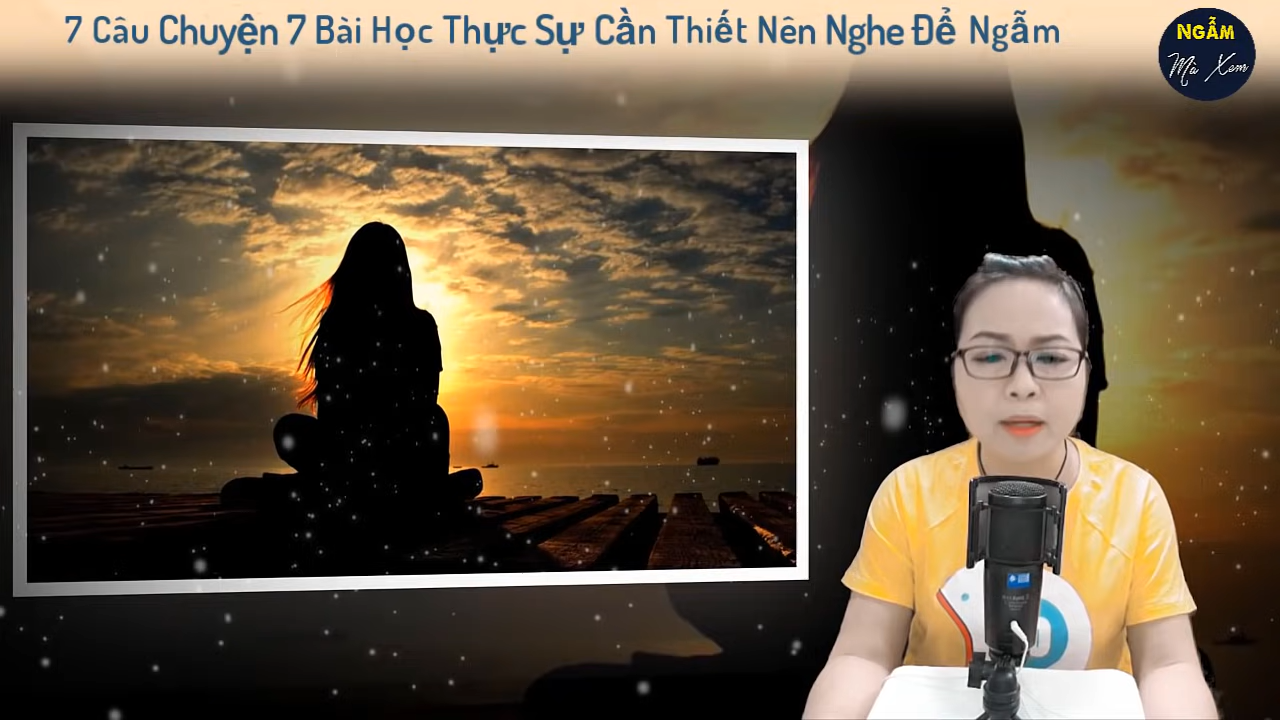 7 Câu Chuyện 7 Bài Học Thực Sự Cần Thiết Nên Nghe Để Ngẫm
NGẪM
Mà Xem